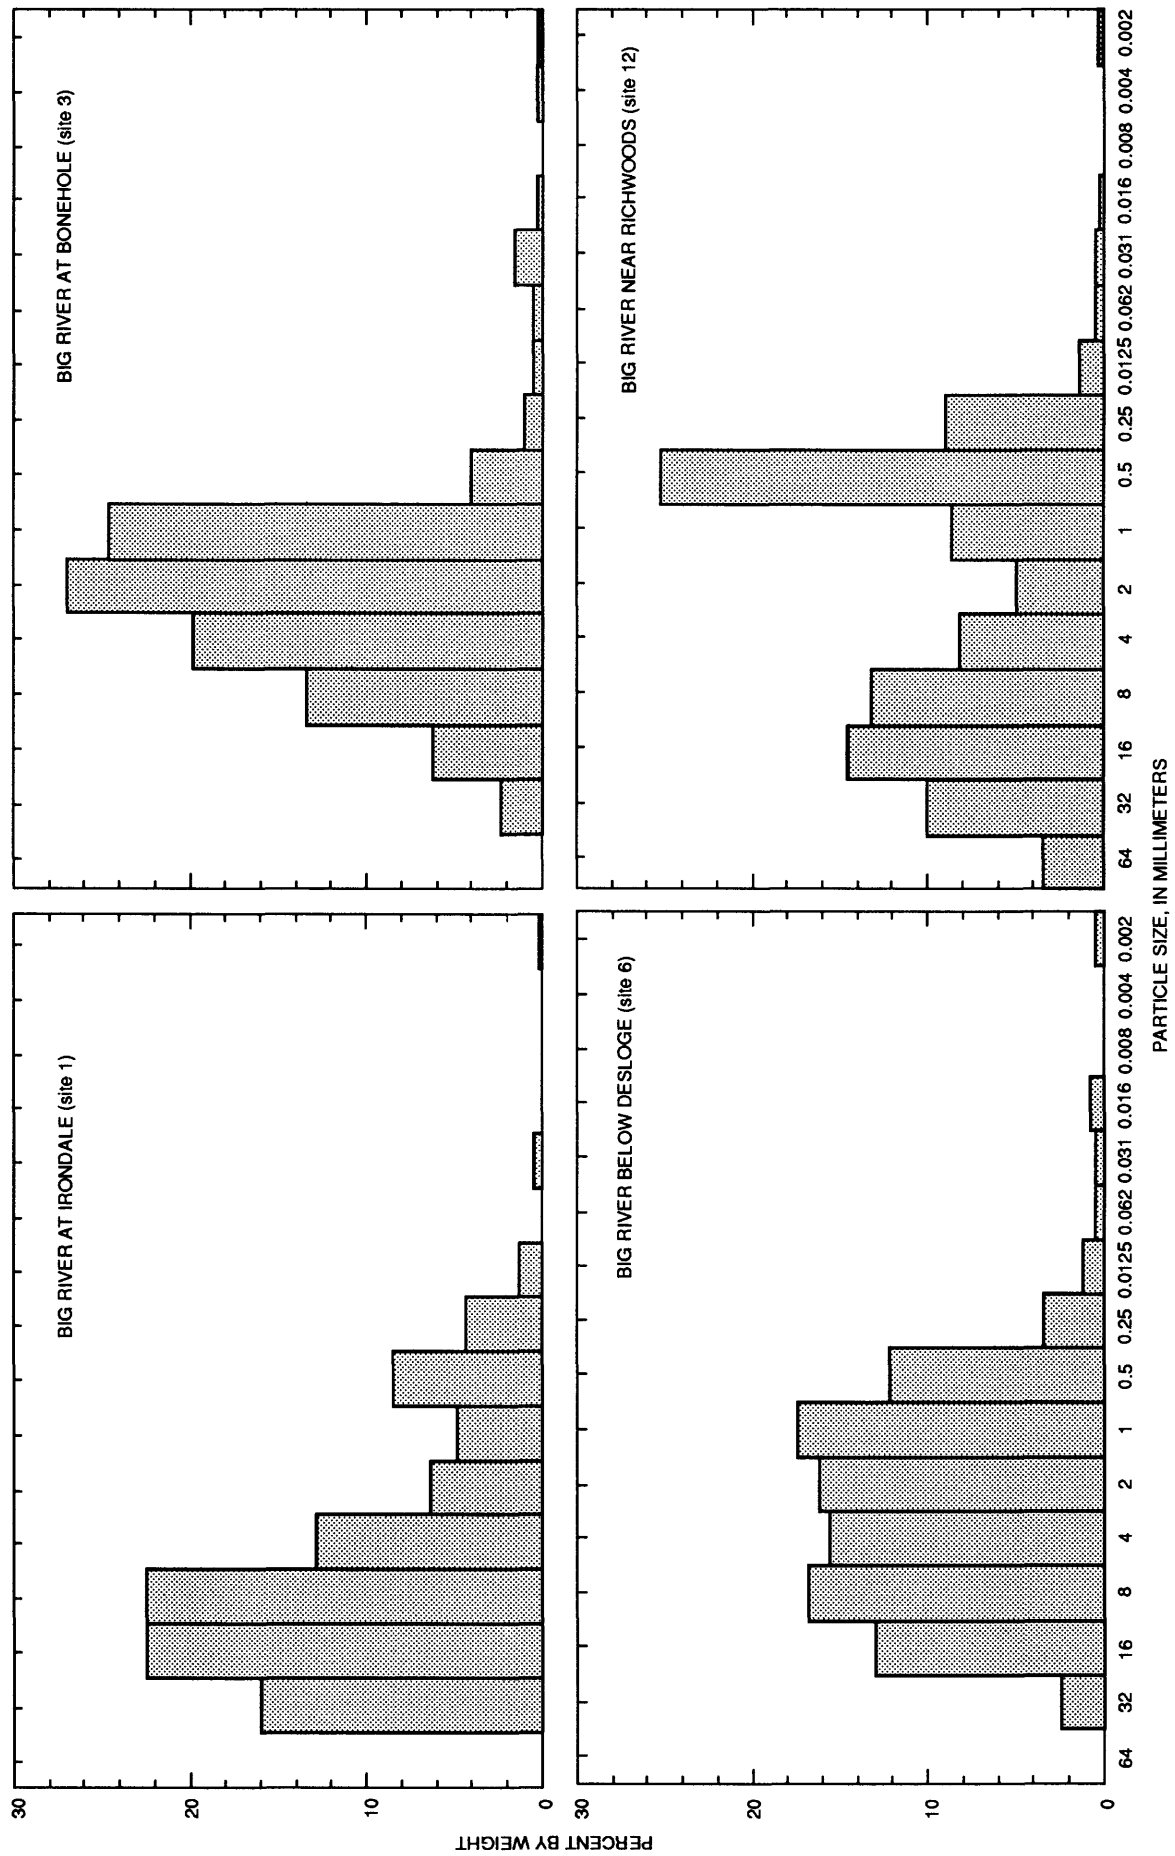 PERCENT BY WEIGHT
30
20
10
0
BIG RIVER AT IRONDALE (site 1)
BIG RIVER AT BONEHOLE (site 3)
30
20
10
0
BIG RIVER BELOW DESLOGE (site 6)
BIG RIVER NEAR RICHWOODS (site 12)
64 32 16 8 4 2 1 0.5 0.25 0.0125 0.062 0.031 0.016 0.008 0.004 0.002
64 32 16 8 4 2 1 0.5 0.25 0.0125 0.062 0.031 0.016 0.008 0.004 0.002
PARTICLE SIZE, IN MILLIMETERS